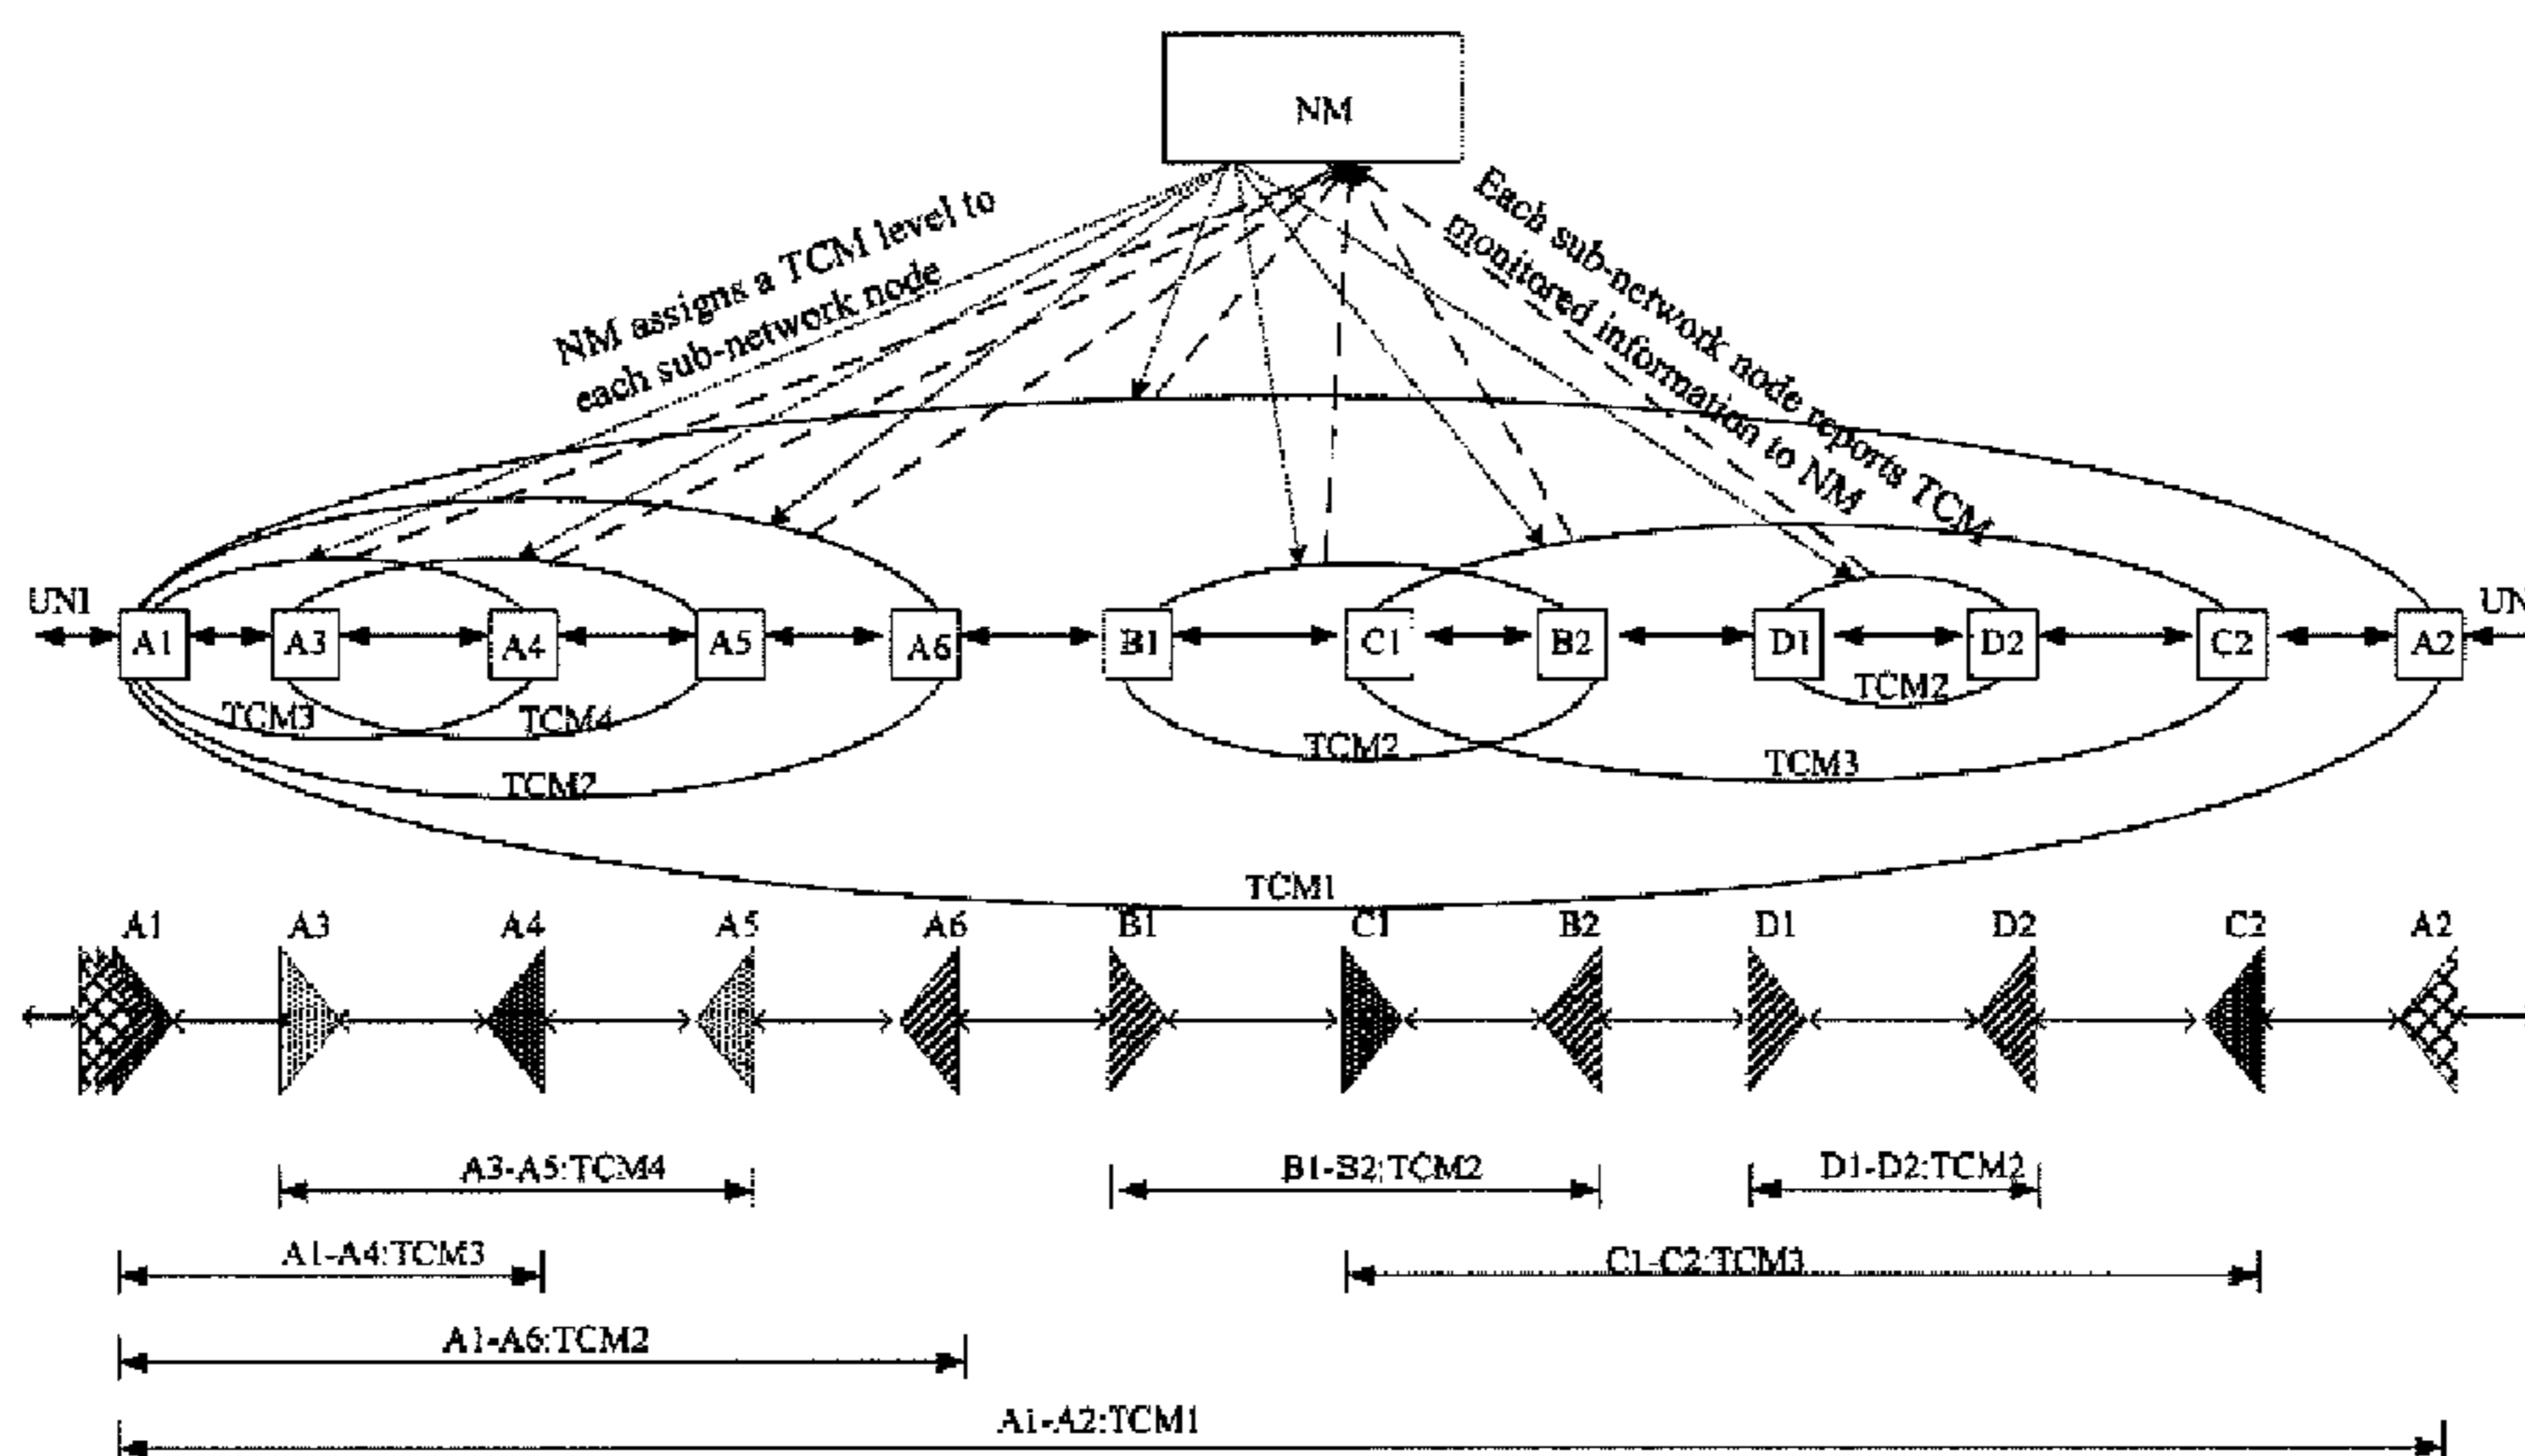 NM
NM assigns a TCM level to
each sub-network node
Each sub-network node reports TCM
monitored information to NM
UNI
A1
A3
A4
A5
A6
B1
C1
B2
D1
D2
C2
A2
UN
TCM3
TCM4
TCM2
TCM2
TCM2
TCM3
TCM1
A1
A3
A4
A5
A6
B1
C1
B2
D1
D2
C2
A2
A3-A5:TCM4
B1-B2:TCM2
D1-D2:TCM2
A1-A4:TCM3
C1-C2:TCM3
A1-A6:TCM2
A1-A2:TCM1